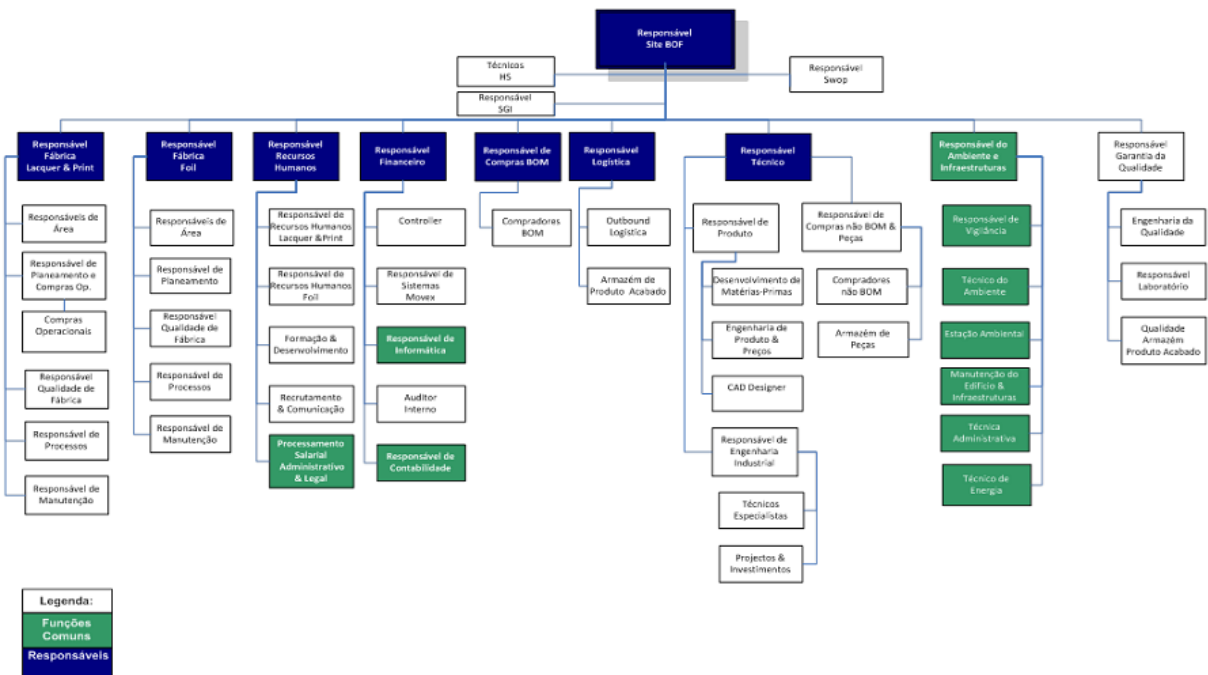 Responsável
Site BOF
Técnicos
HS
Responsável
Swop
Responsável
SGI
Responsável
Fábrica
Lacquer & Print
Responsáveis de
Área
Responsável de
Planeamento e
Compras Op.
Compras
Operacionais
Responsável
Qualidade de
Fábrica
Responsável de
Processos
Responsável de
Manutenção
Responsável
Fábrica
Foil
Responsáveis de
Área
Responsável de
Planeamento
Responsável
Qualidade de
Fábrica
Responsável de
Processos
Responsável de
Manutenção
Responsável
Recursos
Humanos
Responsável de
Recursos Humanos
Lacquer &Print
Responsável de
Recursos Humanos
Foil
Formação &
Desenvolvimento
Recrutamento
& Comunicação
Processamento
Salarial
Administrativo
& Legal
Responsável
Financeiro
Controller
Responsável de
Sistemas
Movex
Responsável de
Informática
Auditor
Interno
Responsável de
Contabilidade
Responsável de
Compras BOM
Compradores
BOM
Responsável
Logística
Outbound
Logística
Armazém de
Produto Acabado
Responsável
Técnico
Responsável de
Produto
Desenvolvimento de
Matérias-Primas
Engenharia de
Produto &
Preços
CAD Designer
Responsável de
Engenharia
Industrial
Técnicos
Especialistas
Projectos &
Investimentos
Responsável de
Compras não BOM &
Peças
Compradores
não BOM
Armazém de
Peças
Responsável do
Ambiente e
Infraestruturas
Responsável de
Vigilância
Técnico do
Ambiente
Estação Ambiental
Manutenção do
Edifício &
Infraestruturas
Técnica
Administrativa
Técnico de
Energia
Responsável
Garantia da
Qualidade
Engenharia da
Qualidade
Responsável
Laboratório
Qualidade
Armazém
Produto Acabado
Legenda:
Funções
Comuns
Responsáveis